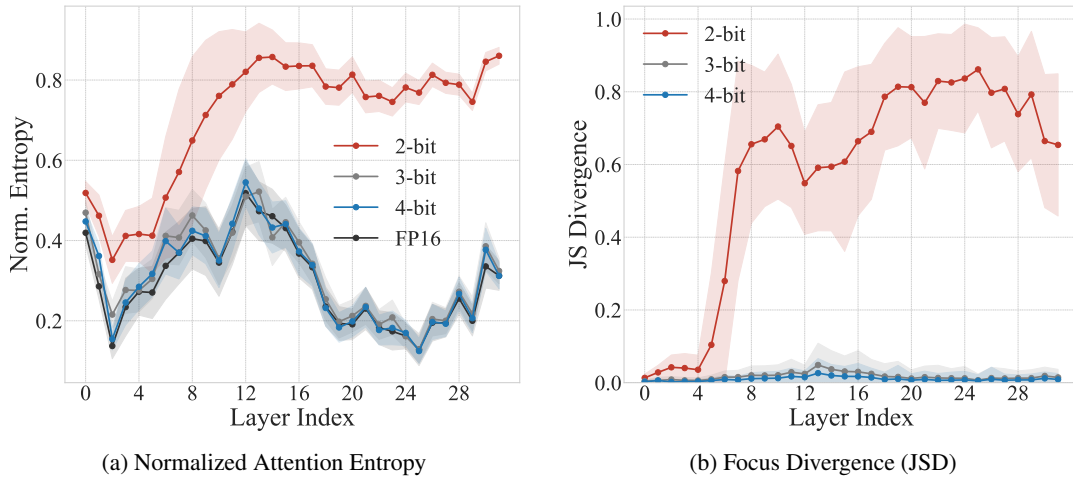 Norm. Entropy
0.8
0.6
0.4
0.2
2-bit
3-bit
4-bit
FP16
0 4 8 12 16 20 24 28
Layer Index
(a) Normalized Attention Entropy
JS Divergence
1.0
0.8
0.6
0.4
0.2
0.0
2-bit
3-bit
4-bit
0 4 8 12 16 20 24 28
Layer Index
(b) Focus Divergence (JSD)